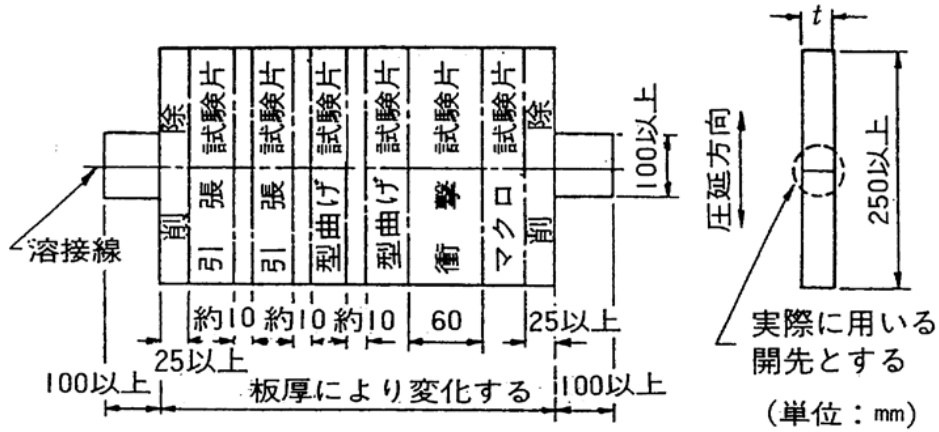 t
削除
引張試験片
引張試験片
型曲げ試験片
型曲げ試験片
衝撃試験片
マクロ試験片
削除
100以上
圧延方向
250以上
溶接線
約10
約10
約10
60
25以上
25以上
100以上
板厚により変化する
100以上
実際に用いる
開先とする
(単位：mm)